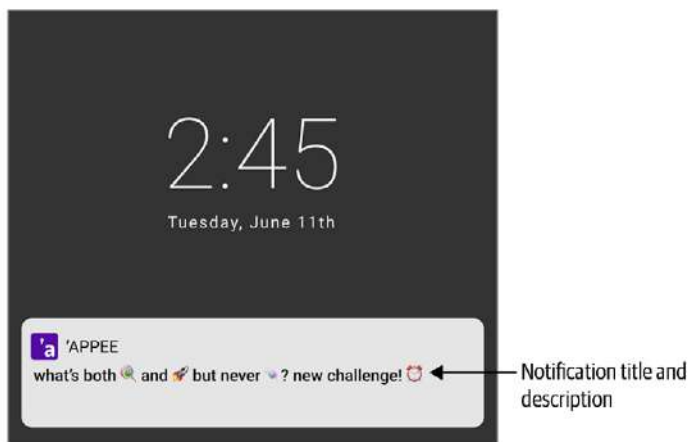 2:45
Tuesday, June 11th
'a
'APPEE
what's both 🍭 and 🚀 but never 🍬? new challenge! ⏰
Notification title and
description